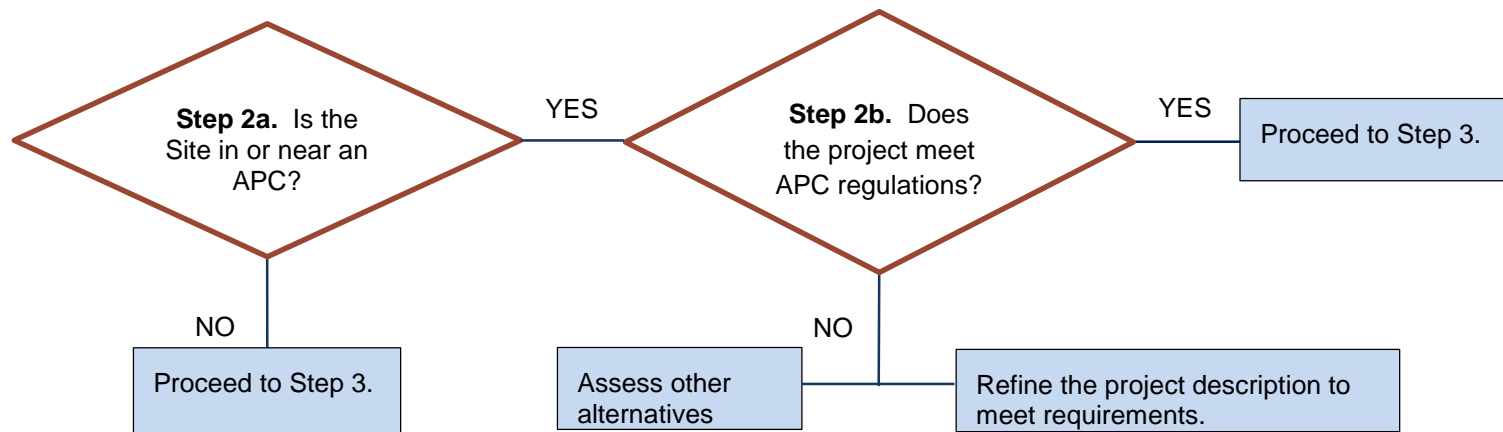 Step 2a. Is the
Site in or near an
APC?
YES
Step 2b. Does
the project meet
APC regulations?
YES
Proceed to Step 3.
NO
Proceed to Step 3.
NO
Assess other
alternatives
Refine the project description to
meet requirements.